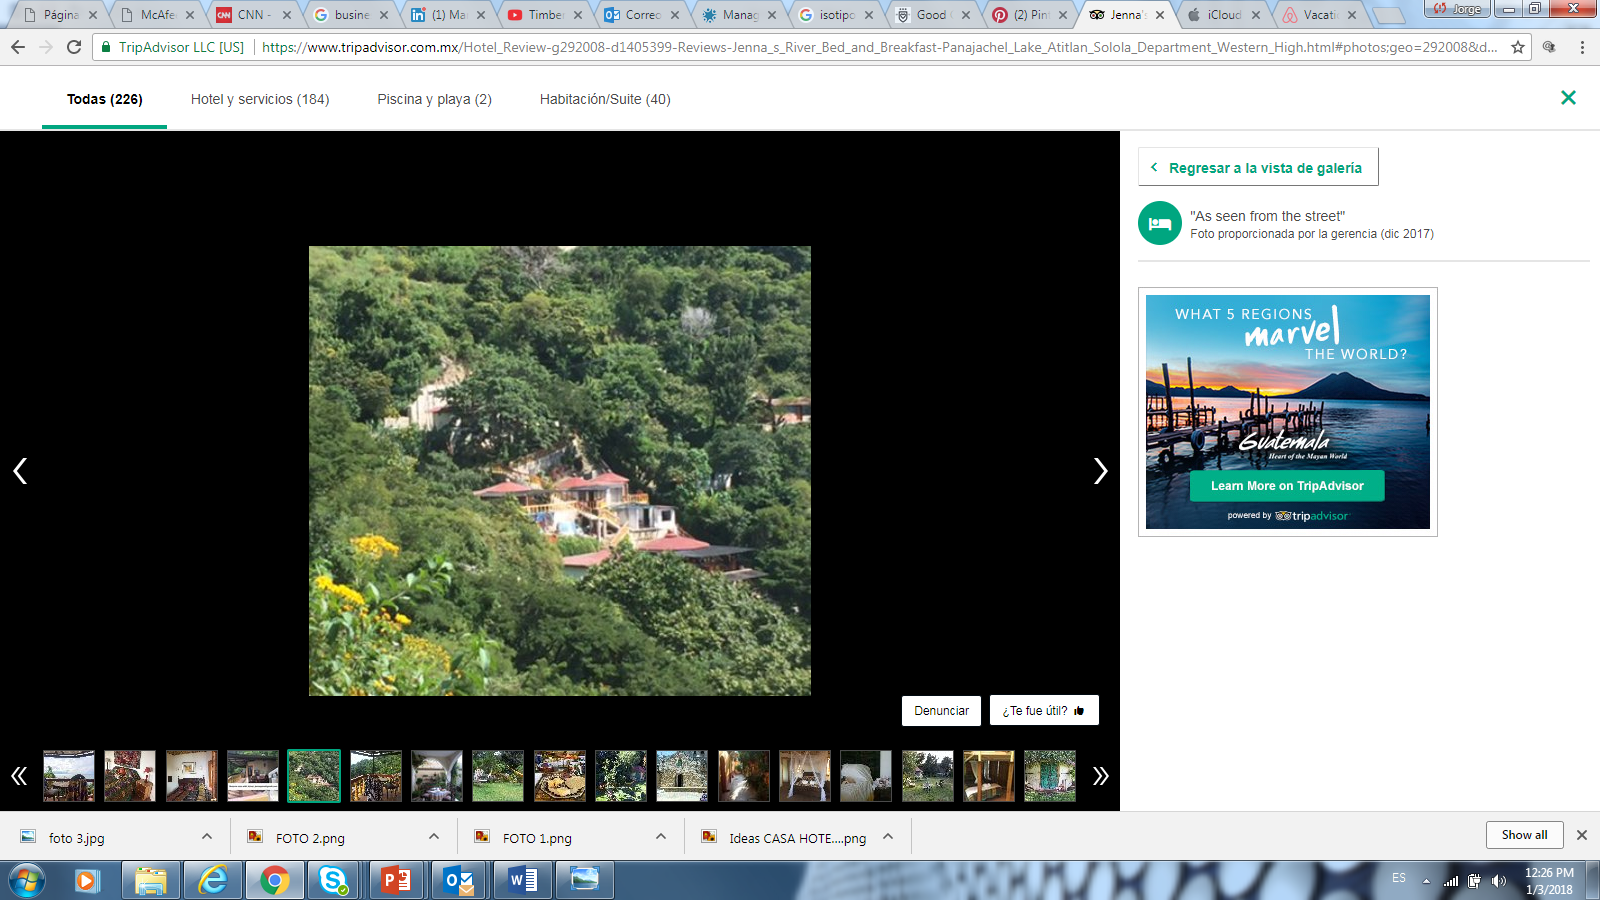 Página
McAfe
CNN -
busine
(1) Mar
Timber
Correo
Manag
isotipo
Good
(2) Pin
Jenna's
iCloud
Vacati
Jorge
TripAdvisor LLC [US]
https://www.tripadvisor.com.mx/Hotel_Review-g292008-d1405399-Reviews-Jenna_s_River_Bed_and_Breakfast-Panajachel_Lake_Atitlan_Solola_Department_Western_High.html#photos;geo=292008&d...
Todas (226)
Hotel y servicios (184)
Piscina y playa (2)
Habitación/Suite (40)
Regresar a la vista de galería
"As seen from the street"
Foto proporcionada por la gerencia (dic 2017)
WHAT 5 REGIONS
marvel
THE WORLD?
Guatemala
Heart of the Mayan World
Learn More on TripAdvisor
powered by tripadvisor
Denunciar
¿Te fue útil?
foto 3.jpg
FOTO 2.png
FOTO 1.png
Ideas CASA HOTE....png
Show all
ES
12:26 PM
1/3/2018